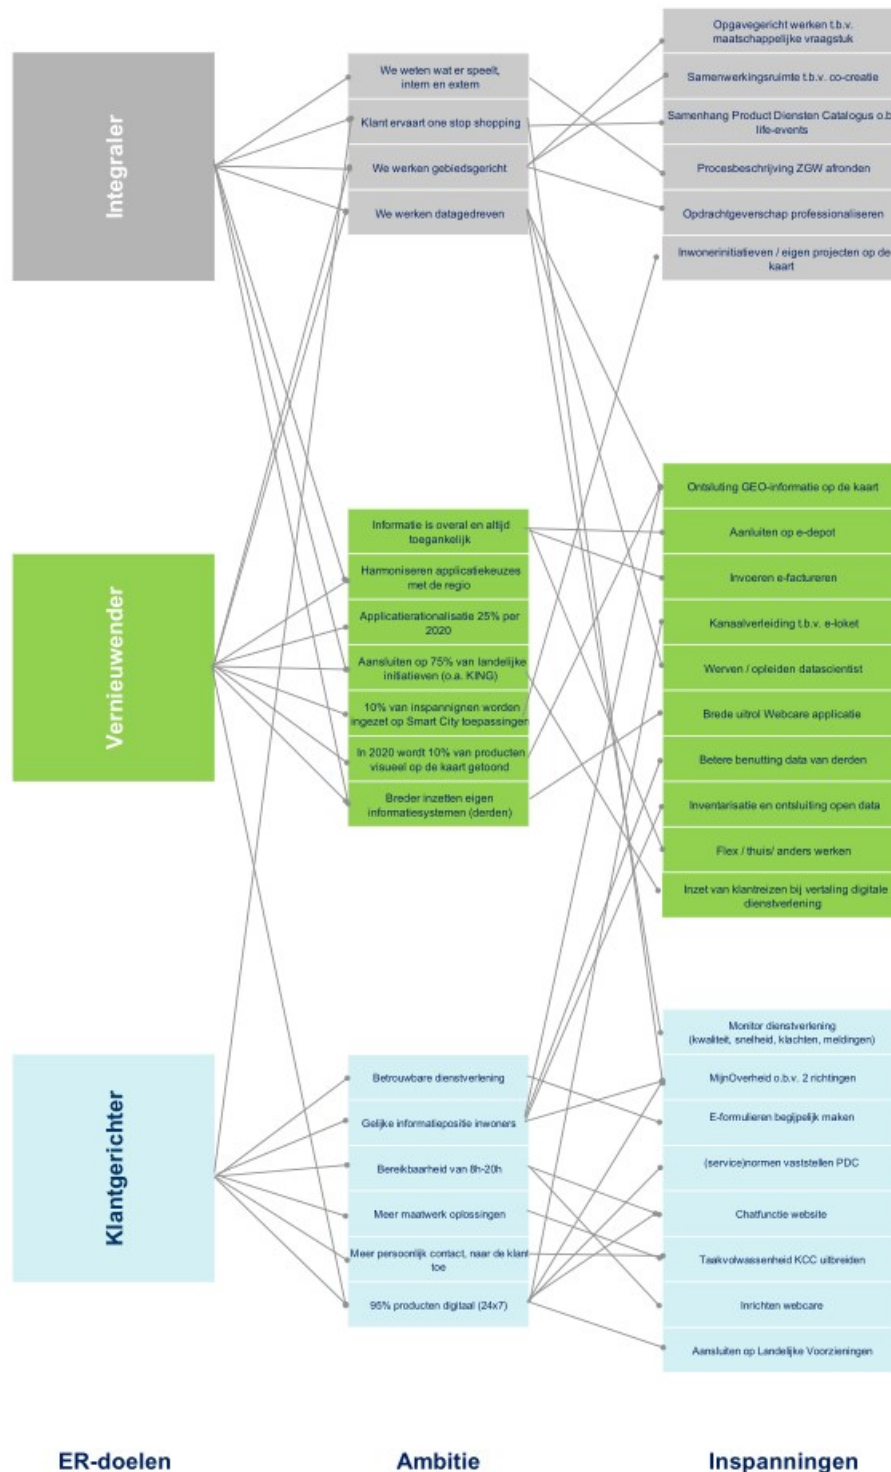 Integraler
We weten wat er speelt,
intern en extern
Klant ervaart one stop shopping
We werken gebiedsgericht
We werken datagedreven
Opgavegericht werken t.b.v.
maatschappelijke vraagstuk
Samenwerkingsruimte t.b.v. co-creatie
Samenhang Product Diensten Catalogus o.b
life-events
Procesbeschrijving ZGW afronden
Opdrachtgeverschap professionaliseren
Inwonerinitiatieven / eigen projecten op de
kaart
Vernieuwender
Informatie is overal en altijd
toegankelijk
Harmoniseren applicatiekeuzes
met de regio
Applicatierationalisatie 25% per
2020
Aansluiten op 75% van landelijke
initiatieven (o.a. KING)
10% van inspannignen worden
ingezet op Smart City toepassingen
In 2020 wordt 10% van producten
visueel op de kaart getoond
Breder inzetten eigen
informatiesystemen (derden)
Ontsluting GEO-informatie op de kaart
Aanluiten op e-depot
Invoeren e-factureren
Kanaalverleiding t.b.v. e-loket
Werven / opleiden datascientist
Brede uitrol Webcare applicatie
Betere benutting data van derden
Inventarisatie en ontsluiting open data
Flex / thuis/ anders werken
Inzet van klantreizen bij vertaling digitale
dienstverlening
Klantgerichter
Betrouwbare dienstverlening
Gelijke informatiepositie inwoners
Bereikbaarheid van 8h-20h
Meer maatwerk oplossingen
Meer persoonlijk contact, naar de klant
toe
95% producten digitaal (24x7)
Monitor dienstverlening
(kwaliteit, snelheid, klachten, meldingen)
MijnOverheid o.b.v. 2 richtingen
E-formulieren begjpelijk maken
(service)normen vaststellen PDC
Chatfunctie website
Taakvolwassenheid KCC uitbreiden
Inrichten webcare
Aansluiten op Landelijke Voorzieningen
ER-doelen
Ambitie
Inspanningen